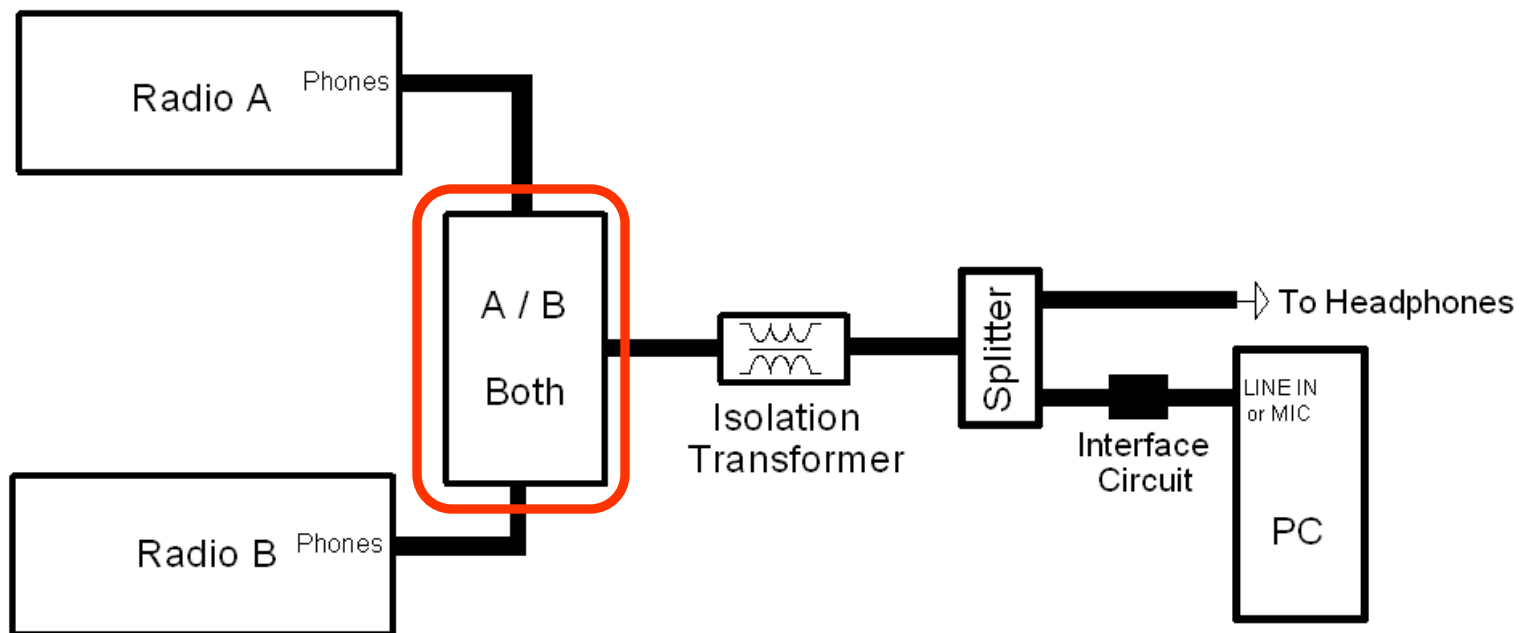 Radio A
Phones
A / B
Both
Radio B
Phones
Isolation
Transformer
Splitter
To Headphones
Interface
Circuit
LINE IN
or MIC
PC